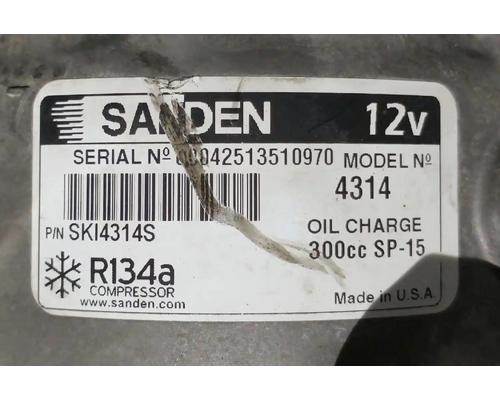 SANDEN 12v
SERIAL Nº 00042513510970 MODEL Nº
4314
P/N SKI4314S
OIL CHARGE
300cc SP-15
R134a
COMPRESSOR
www.sanden.com
Made in U.S.A.